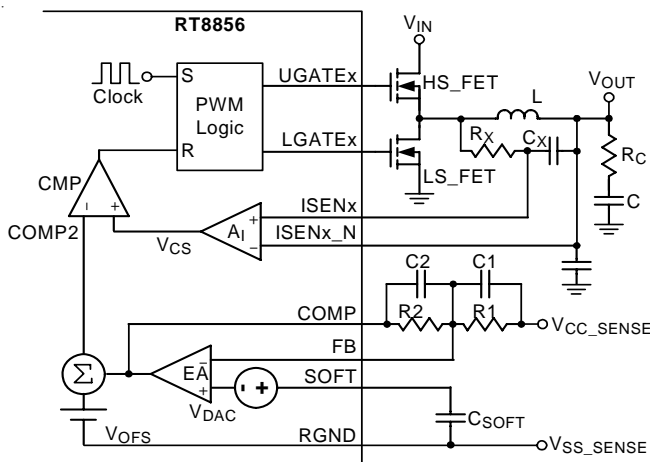 RT8856
VIN
UGATEx
HS_FET
Clock
S
PWM
Logic
R
LGATEx
LS_FET
L
VOUT
RX
CX
RC
C
CMP
- +
COMP2
VCS
AI
+
-
ISENx
ISENx_N
C2
C1
COMP
R2
R1
VCC_SENSE
FB
Σ
EA
-
+
VDAC
- +
SOFT
CSOFT
VOFS
RGND
VSS_SENSE